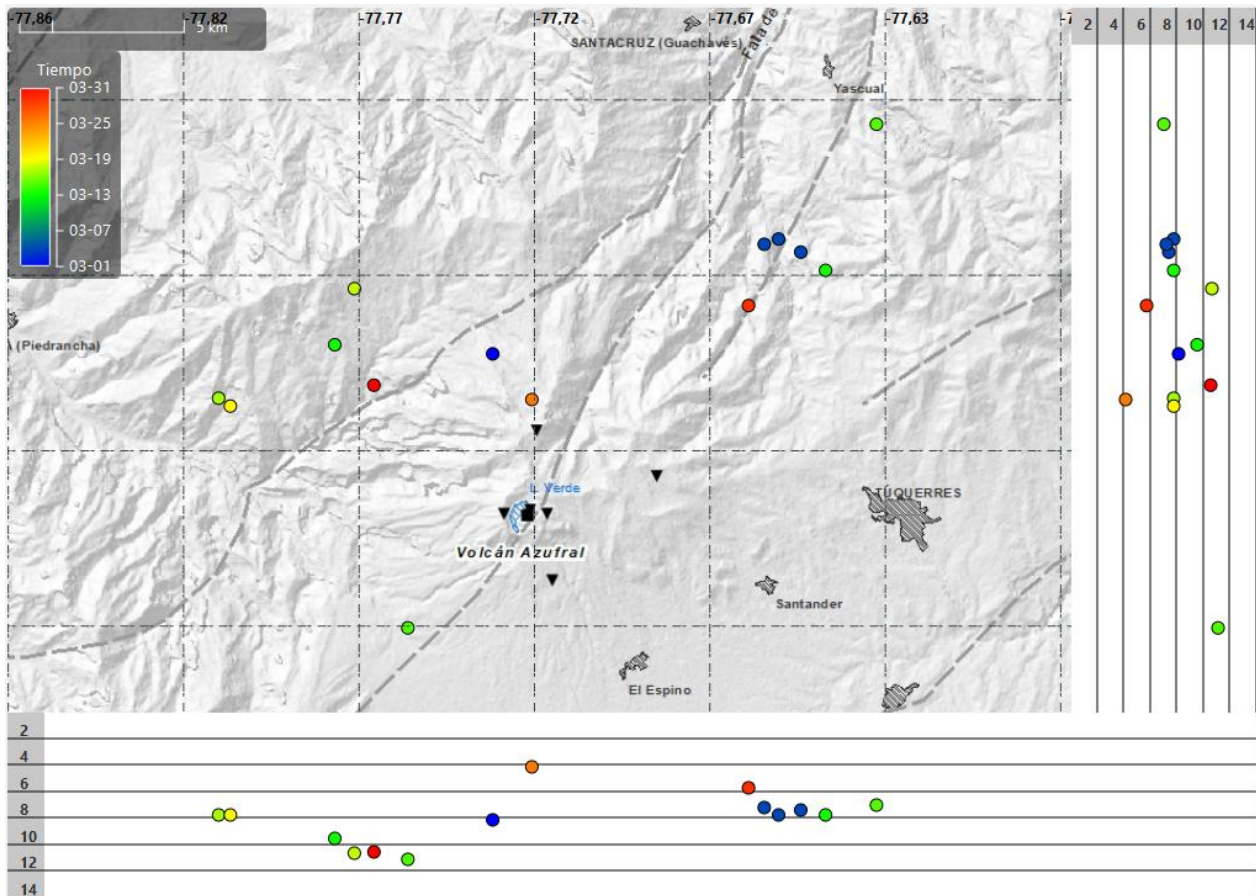 -77,86
-77,82
-77,77
-77,72
-77,67
-77,63
5 km
2 4 6 8 10 12 14
SANTACRUZ (Guachavés)
Falla de
Yascual
Tiempo
03-31
03-25
03-19
03-13
03-07
03-01
(Piedrancha)
L. Verde
TÚQUERRES
Volcán Azufral
Santander
El Espino
2
4
6
8
10
12
14